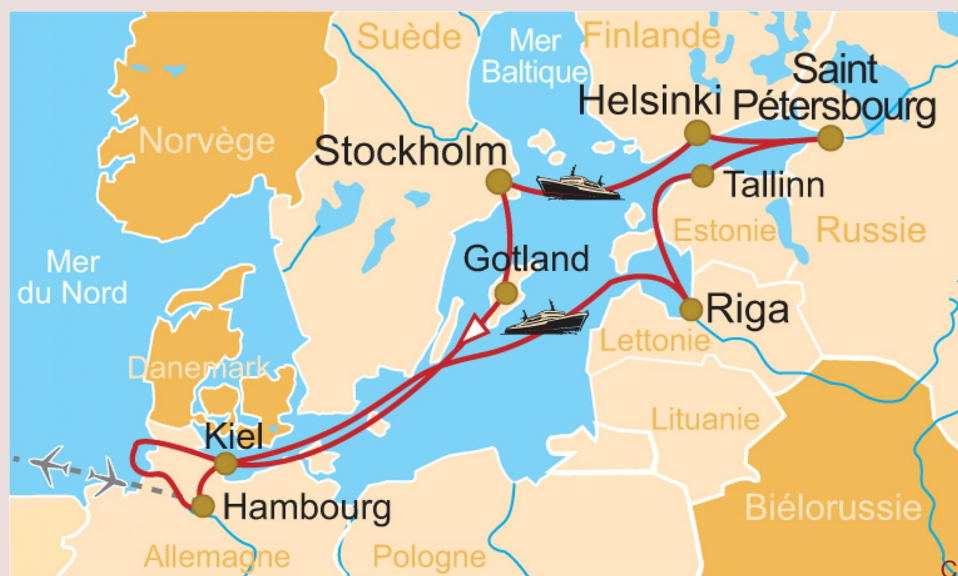 Suède
Mer
Baltique
Finlande
Saint
Pétersbourg
Helsinki
Norvège
Stockholm
Tallinn
Estonie
Russie
Mer
du Nord
Gotland
Riga
Lettonie
Danemark
Lituanie
Kiel
Hambourg
Biélorussie
Allemagne
Pologne
C